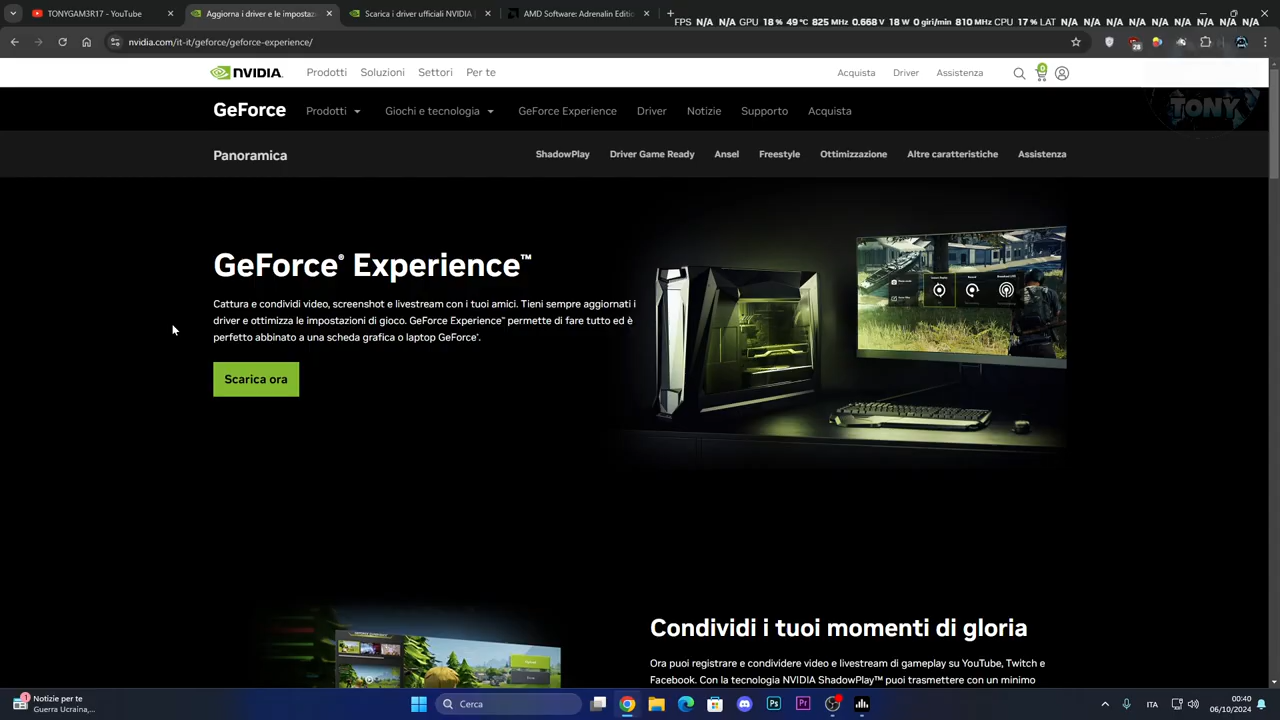 TONYGAM3R17 - YouTube
Aggiorna i driver e le impostaz
Scarica i driver ufficiali NVIDIA
AMD Software: Adrenalin Editio
FPS N/A N/A GPU 18 % 49 °C 825 MHz 0.668 V 18 W 0 giri/min 810 MHz CPU 17 % LAT N/A N/A N/A N/A N/A N/A N/A N/A N/A
nvidia.com/it-it/geforce/geforce-experience/
28
NVIDIA.
Prodotti
Soluzioni
Settori
Per te
Acquista
Driver
Assistenza
0
GeForce
Prodotti
Giochi e tecnologia
GeForce Experience
Driver
Notizie
Supporto
Acquista
TONY
Panoramica
ShadowPlay
Driver Game Ready
Ansel
Freestyle
Ottimizzazione
Altre caratteristiche
Assistenza
GeForce® Experience™
Cattura e condividi video, screenshot e livestream con i tuoi amici. Tieni sempre aggiornati i
driver e ottimizza le impostazioni di gioco. GeForce Experience™ permette di fare tutto ed è
perfetto abbinato a una scheda grafica o laptop GeForce®.
Scarica ora
Condividi i tuoi momenti di gloria
Ora puoi registrare e condividere video e livestream di gameplay su YouTube, Twitch e
Facebook. Con la tecnologia NVIDIA ShadowPlay™ puoi trasmettere con un minimo
1
Notizie per te
Guerra Ucraina,...
Cerca
ITA
00:40
06/10/2024